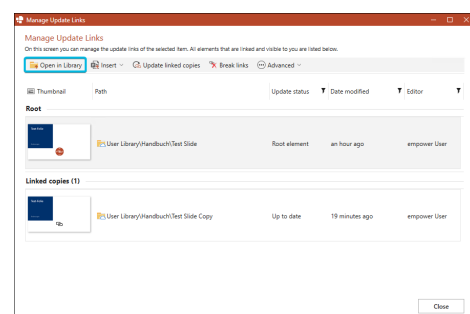 Manage Update Links
Manage Update Links
On this screen you can manage the update links of the selected item. All elements that are linked and visible to you are listed below.
Open in Library Insert Update linked copies Break links Advanced
Thumbnail Path Update status Date modified Editor
Root
Test Folie
User Library\Handbuch\Test Slide Root element an hour ago empower User
Linked copies (1)
Test Folie
User Library\Handbuch\Test Slide Copy Up to date 19 minutes ago empower User
Close